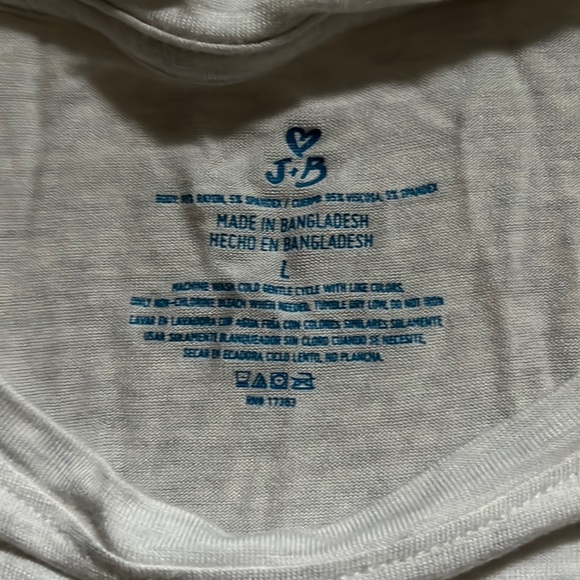 J.B
BODY: 95% RAYON, 5% SPANDEX / CUERPO: 95% VISCOSA, 5% SPANDEX
MADE IN BANGLADESH
HECHO EN BANGLADESH
L
MACHINE WASH COLD GENTLE CYCLE WITH LIKE COLORS,
ONLY NON-CHLORINE BLEACH WHEN NEEDED, TUMBLE DRY LOW, DO NOT IRON
LAVAR EN LAVADORA CON AGUA FRIA CON COLORES SIMILARES SOLAMENTE,
USAR SOLAMENTE BLANQUEADOR SIN CLORO CUANDO SE NECESITE,
SECAR EN ECADORA CICLO LENTO, NO PLANCHA.
RN# 17383